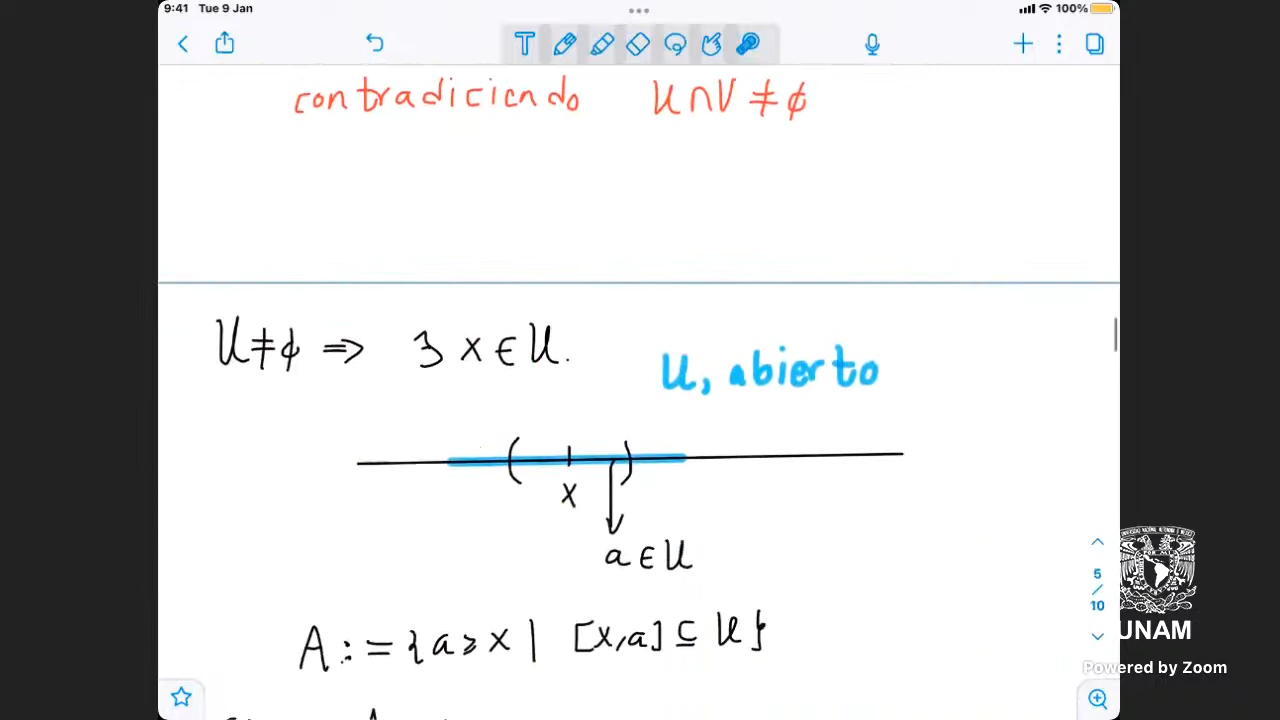 9:41 Tue 9 Jan
100%
contradiciendo U∩V ≠ ϕ
U≠ϕ ⇒ ∃ x ∈ U.
U, abierto
( x )
a ∈ U
5
/
10
A := {a ≥ x | [x,a] ⊆ U}
UNAM
Powered by Zoom